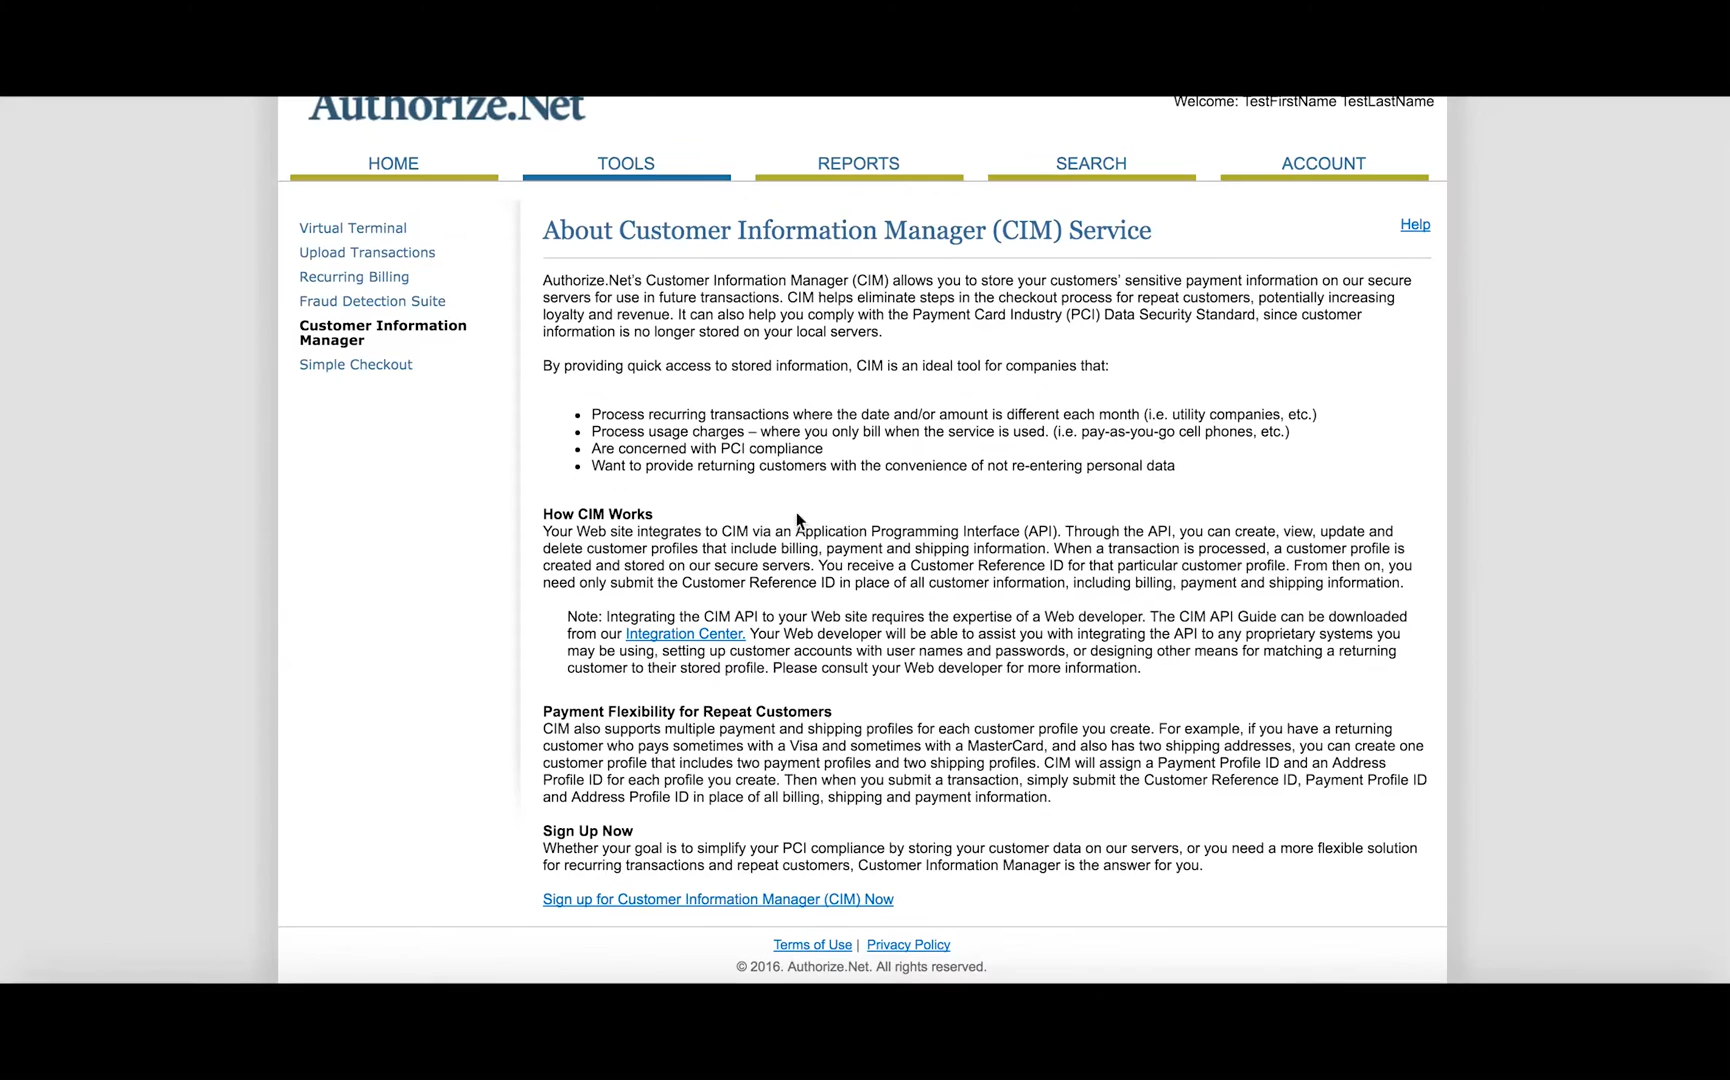 Authorize.Net
Welcome: TestFirstName TestLastName
HOME
TOOLS
REPORTS
SEARCH
ACCOUNT
Virtual Terminal
Upload Transactions
Recurring Billing
Fraud Detection Suite
Customer Information
Manager
Simple Checkout
About Customer Information Manager (CIM) Service
Help
Authorize.Net's Customer Information Manager (CIM) allows you to store your customers' sensitive payment information on our secure
servers for use in future transactions. CIM helps eliminate steps in the checkout process for repeat customers, potentially increasing
loyalty and revenue. It can also help you comply with the Payment Card Industry (PCI) Data Security Standard, since customer
information is no longer stored on your local servers.
By providing quick access to stored information, CIM is an ideal tool for companies that:
• Process recurring transactions where the date and/or amount is different each month (i.e. utility companies, etc.)
• Process usage charges – where you only bill when the service is used. (i.e. pay-as-you-go cell phones, etc.)
• Are concerned with PCI compliance
• Want to provide returning customers with the convenience of not re-entering personal data
How CIM Works
Your Web site integrates to CIM via an Application Programming Interface (API). Through the API, you can create, view, update and
delete customer profiles that include billing, payment and shipping information. When a transaction is processed, a customer profile is
created and stored on our secure servers. You receive a Customer Reference ID for that particular customer profile. From then on, you
need only submit the Customer Reference ID in place of all customer information, including billing, payment and shipping information.
Note: Integrating the CIM API to your Web site requires the expertise of a Web developer. The CIM API Guide can be downloaded
from our Integration Center. Your Web developer will be able to assist you with integrating the API to any proprietary systems you
may be using, setting up customer accounts with user names and passwords, or designing other means for matching a returning
customer to their stored profile. Please consult your Web developer for more information.
Payment Flexibility for Repeat Customers
CIM also supports multiple payment and shipping profiles for each customer profile you create. For example, if you have a returning
customer who pays sometimes with a Visa and sometimes with a MasterCard, and also has two shipping addresses, you can create one
customer profile that includes two payment profiles and two shipping profiles. CIM will assign a Payment Profile ID and an Address
Profile ID for each profile you create. Then when you submit a transaction, simply submit the Customer Reference ID, Payment Profile ID
and Address Profile ID in place of all billing, shipping and payment information.
Sign Up Now
Whether your goal is to simplify your PCI compliance by storing your customer data on our servers, or you need a more flexible solution
for recurring transactions and repeat customers, Customer Information Manager is the answer for you.
Sign up for Customer Information Manager (CIM) Now
Terms of Use | Privacy Policy
© 2016. Authorize.Net. All rights reserved.